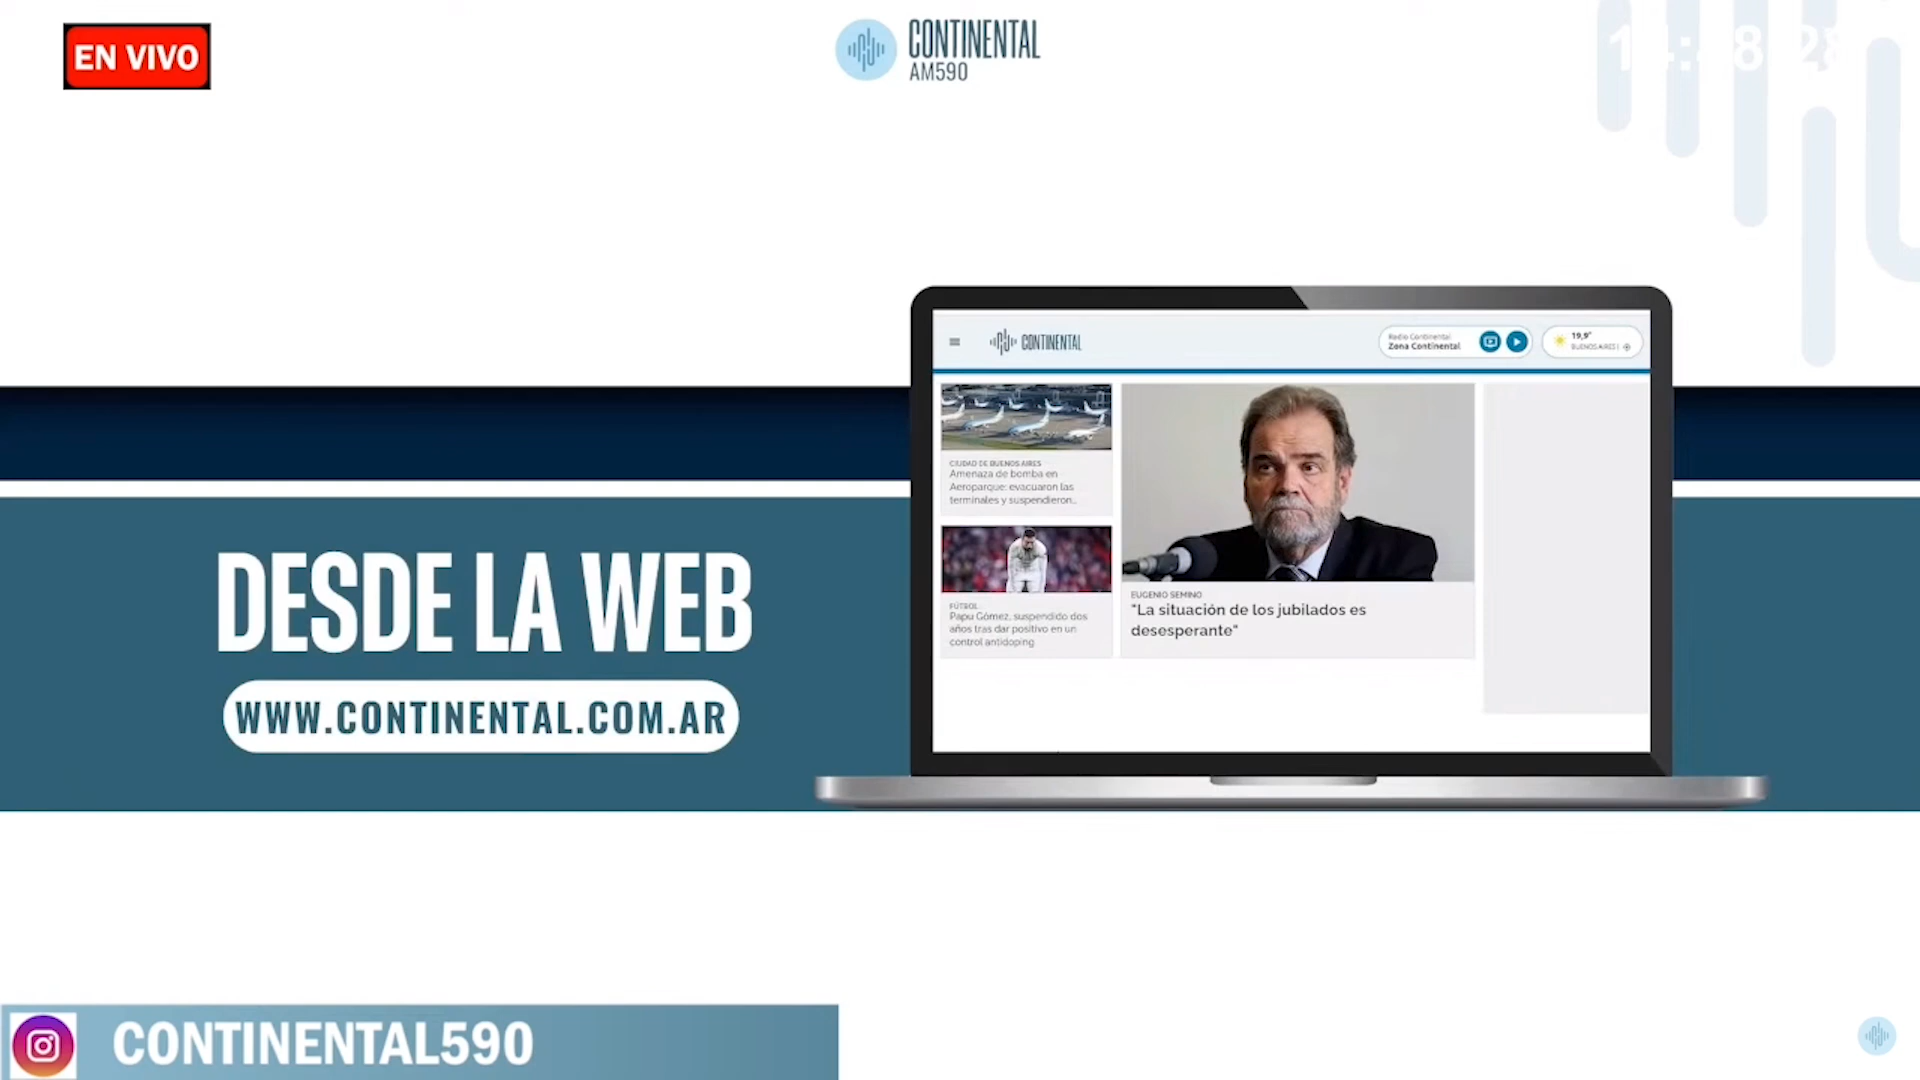 EN VIVO
CONTINENTAL
AM590
CONTINENTAL
Radio Continental
Zona Continental
19,9°
BUENOS AIRES |
CIUDAD DE BUENOS AIRES
Amenaza de bomba en
Aeroparque: evacuaron las
terminales y suspendieron...
FÚTBOL
Papu Gómez, suspendido dos
años tras dar positivo en un
control antidoping
EUGENIO SEMINO
"La situación de los jubilados es
desesperante"
DESDE LA WEB
WWW.CONTINENTAL.COM.AR
CONTINENTAL590